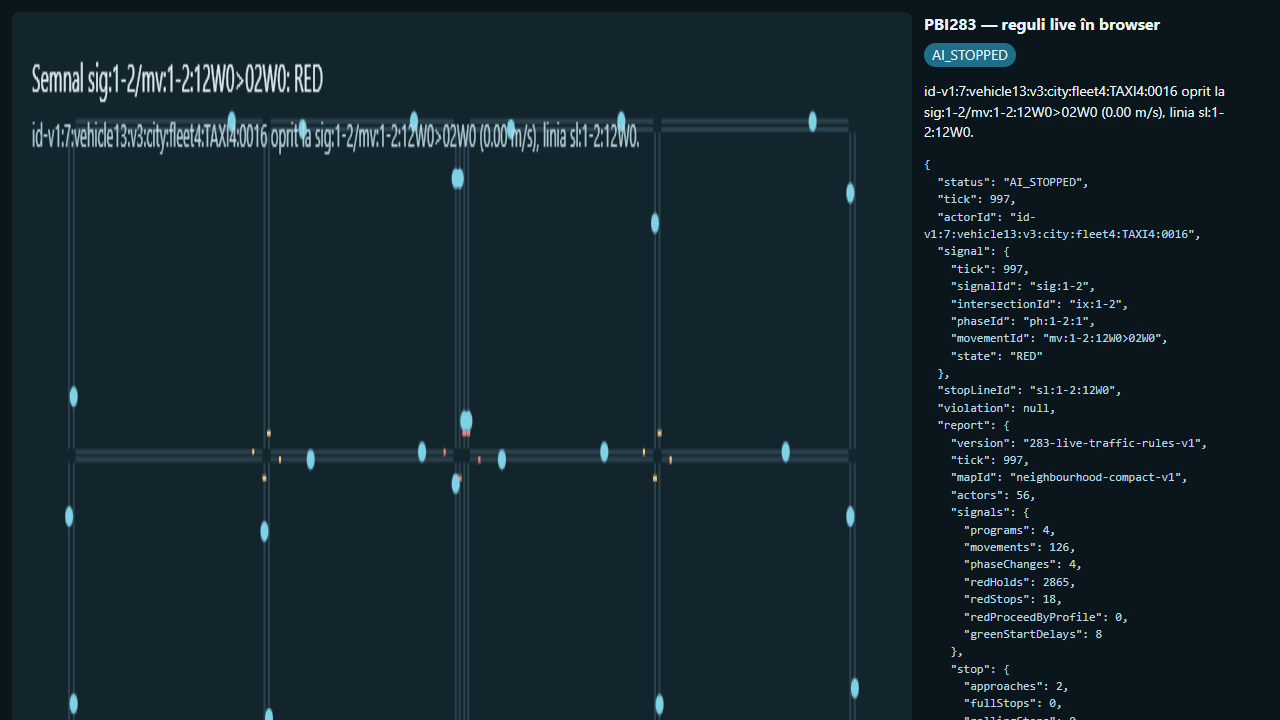 Semnal sig:1-2/mv:1-2:12W0>02W0: RED
id-v1:7:vehicle13:v3:city:fleet4:TAXI4:0016 oprit la sig:1-2/mv:1-2:12W0>02W0 (0.00 m/s), linia sl:1-2:12W0.
PBI283 — reguli live în browser
AI_STOPPED
id-v1:7:vehicle13:v3:city:fleet4:TAXI4:0016 oprit la
sig:1-2/mv:1-2:12W0>02W0 (0.00 m/s), linia sl:1-
2:12W0.
{
  "status": "AI_STOPPED",
  "tick": 997,
  "actorId": "id-
v1:7:vehicle13:v3:city:fleet4:TAXI4:0016",
  "signal": {
    "tick": 997,
    "signalId": "sig:1-2",
    "intersectionId": "ix:1-2",
    "phaseId": "ph:1-2:1",
    "movementId": "mv:1-2:12W0>02W0",
    "state": "RED"
  },
  "stopLineId": "sl:1-2:12W0",
  "violation": null,
  "report": {
    "version": "283-live-traffic-rules-v1",
    "tick": 997,
    "mapId": "neighbourhood-compact-v1",
    "actors": 56,
    "signals": {
      "programs": 4,
      "movements": 126,
      "phaseChanges": 4,
      "redHolds": 2865,
      "redStops": 18,
      "redProceedByProfile": 0,
      "greenStartDelays": 8
    },
    "stop": {
      "approaches": 2,
      "fullStops": 0,